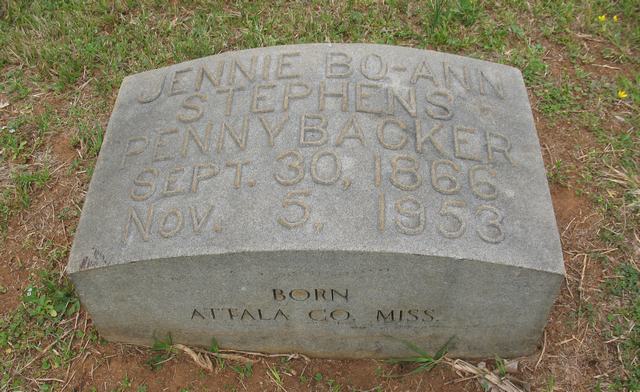 JENNIE BO-ANN
STEPHENS -
PENNYBACKER
SEPT. 30, 1866
NOV. 5, 1953
BORN
ATTALA CO. MISS.